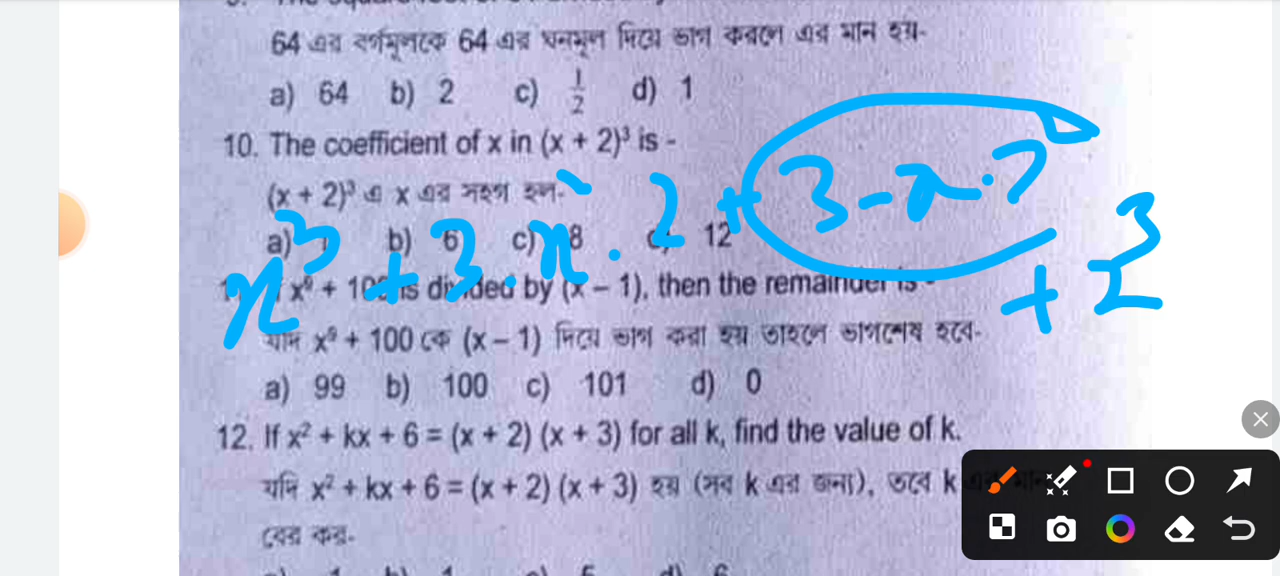 64 এর বর্গমূলকে 64 এর ঘনমূল দিয়ে ভাগ করলে এর মান হয়-
a) 64 b) 2 c) 1/2 d) 1
10. The coefficient of x in (x + 2)³ is -
(x + 2)³ এ x এর সহগ হল-
a) b) 6 c) 8 d) 12
x³ + 3. x². 2 + 3 - x. 2
+ 2³
x⁹ + 100 is divided by (x – 1), then the remainder is -
যদি x⁹ + 100 কে (x – 1) দিয়ে ভাগ করা হয় তাহলে ভাগশেষ হবে-
a) 99 b) 100 c) 101 d) 0
12. If x² + kx + 6 = (x + 2) (x + 3) for all k, find the value of k.
যদি x² + kx + 6 = (x + 2) (x + 3) হয় (সব k এর জন্য), তবে k
বের কর-